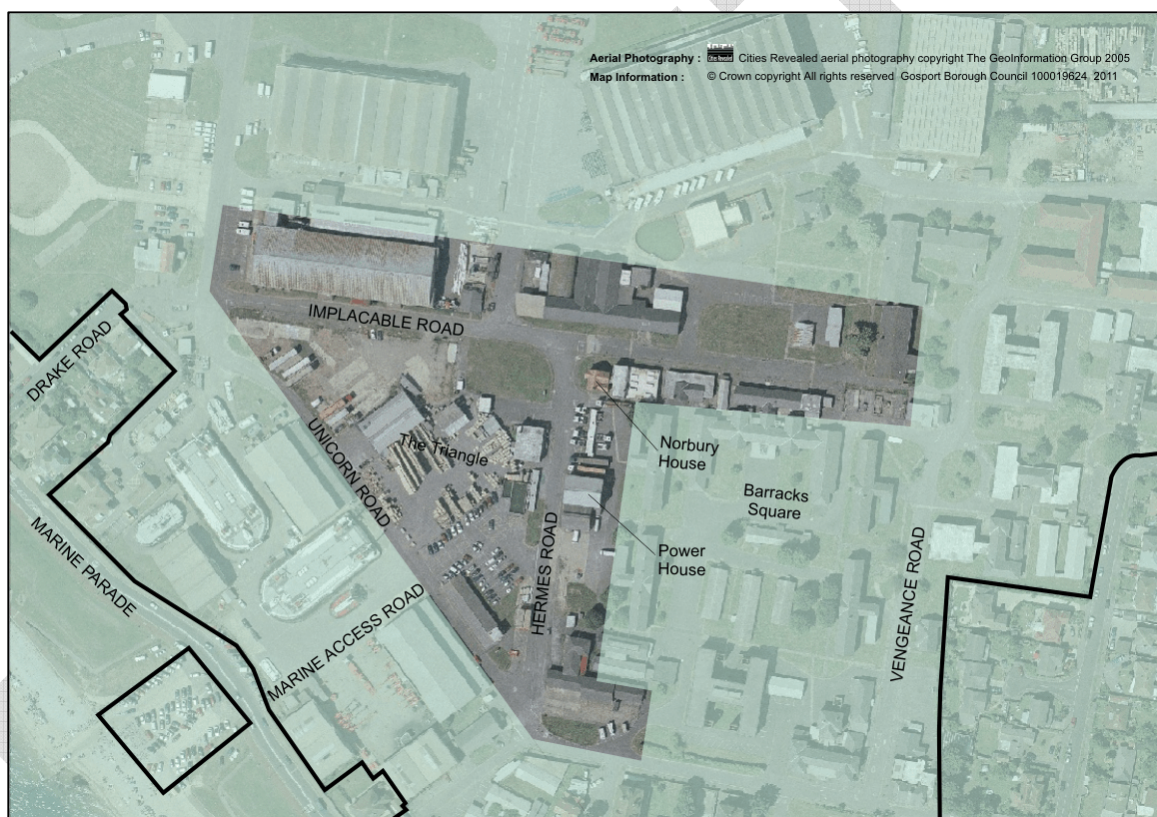 Aerial Photography : Cities Revealed aerial photography copyright The GeoInformation Group 2005
Map Information : © Crown copyright All rights reserved Gosport Borough Council 100019624 2011
IMPLACABLE ROAD
DRAKE ROAD
UNICORN ROAD
The Triangle
Norbury
House
Barracks
Square
MARINE PARADE
Power
House
HERMES ROAD
VENGEANCE ROAD
MARINE ACCESS ROAD